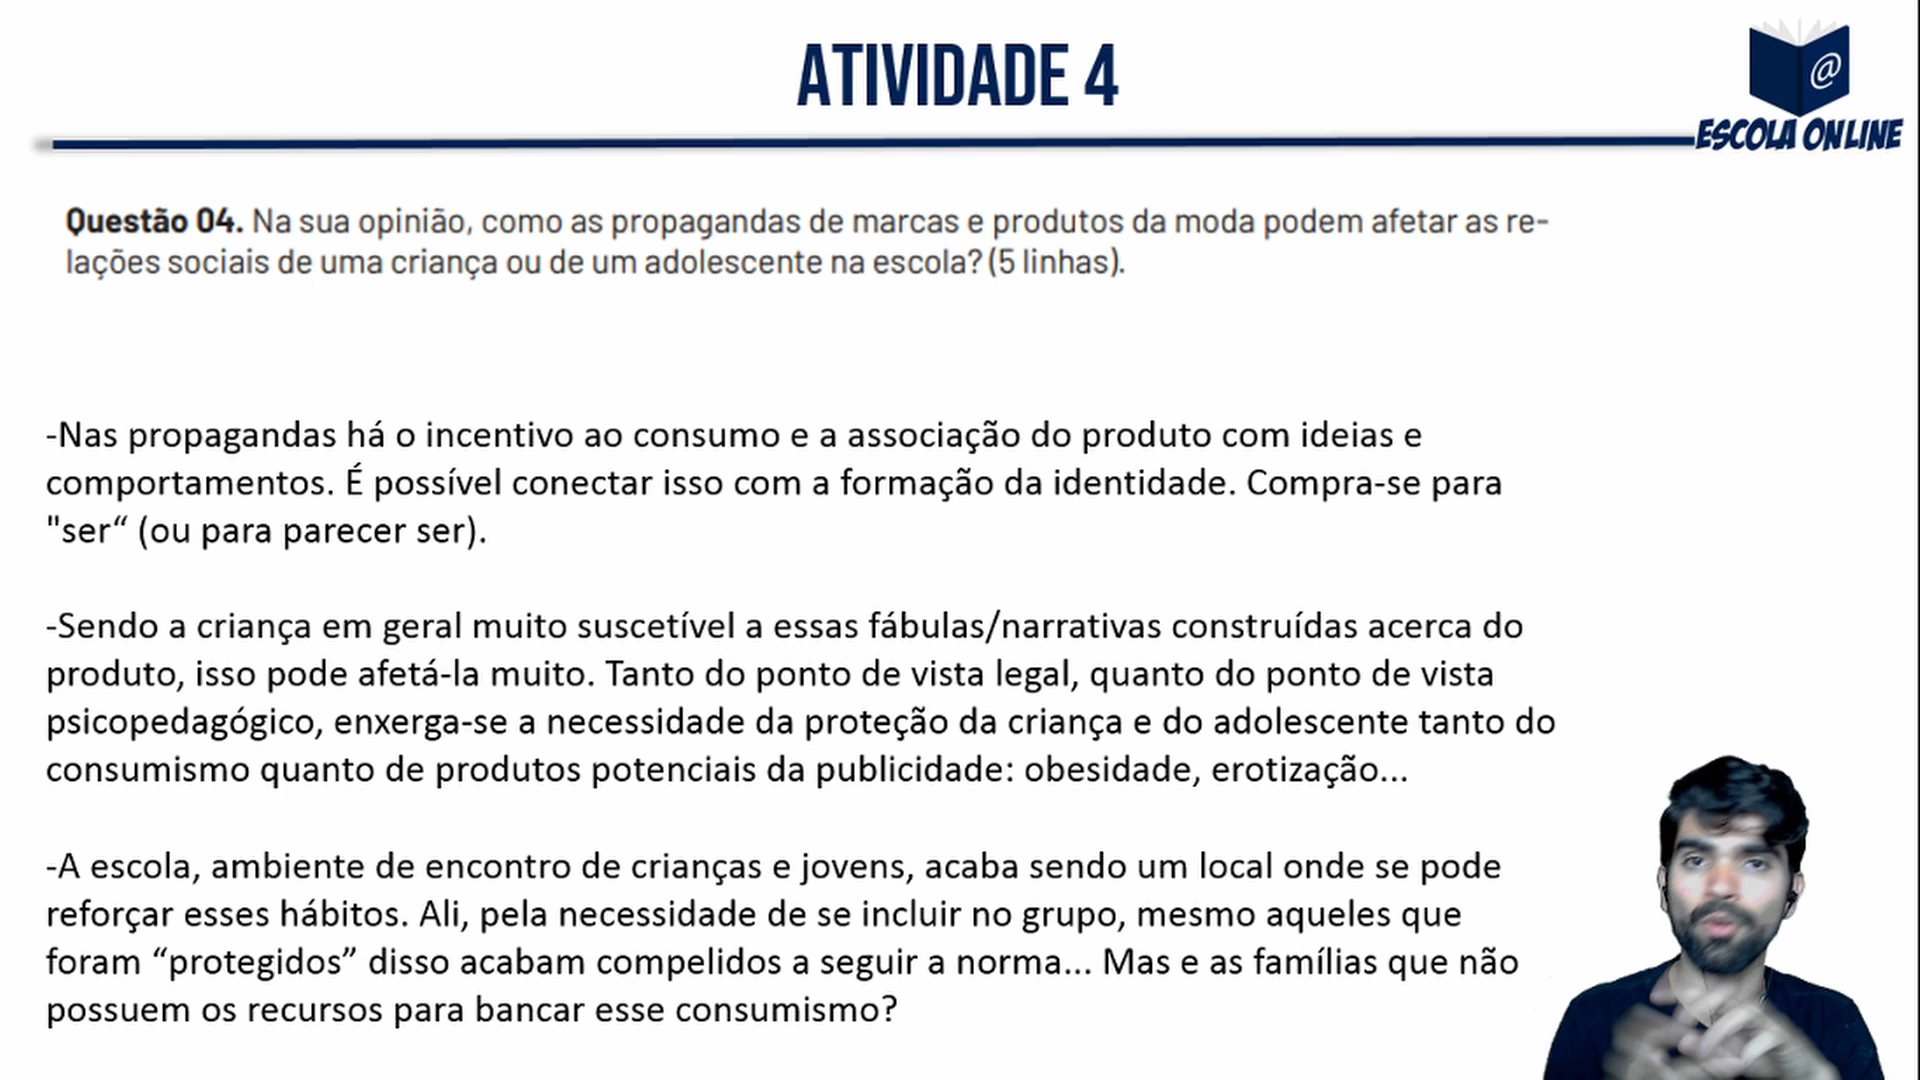 ATIVIDADE 4
@
ESCOLA ONLINE
Questão 04. Na sua opinião, como as propagandas de marcas e produtos da moda podem afetar as re-
lações sociais de uma criança ou de um adolescente na escola? (5 linhas).
-Nas propagandas há o incentivo ao consumo e a associação do produto com ideias e
comportamentos. É possível conectar isso com a formação da identidade. Compra-se para
"ser“ (ou para parecer ser).
-Sendo a criança em geral muito suscetível a essas fábulas/narrativas construídas acerca do
produto, isso pode afetá-la muito. Tanto do ponto de vista legal, quanto do ponto de vista
psicopedagógico, enxerga-se a necessidade da proteção da criança e do adolescente tanto do
consumismo quanto de produtos potenciais da publicidade: obesidade, erotização...
-A escola, ambiente de encontro de crianças e jovens, acaba sendo um local onde se pode
reforçar esses hábitos. Ali, pela necessidade de se incluir no grupo, mesmo aqueles que
foram “protegidos” disso acabam compelidos a seguir a norma... Mas e as famílias que não
possuem os recursos para bancar esse consumismo?